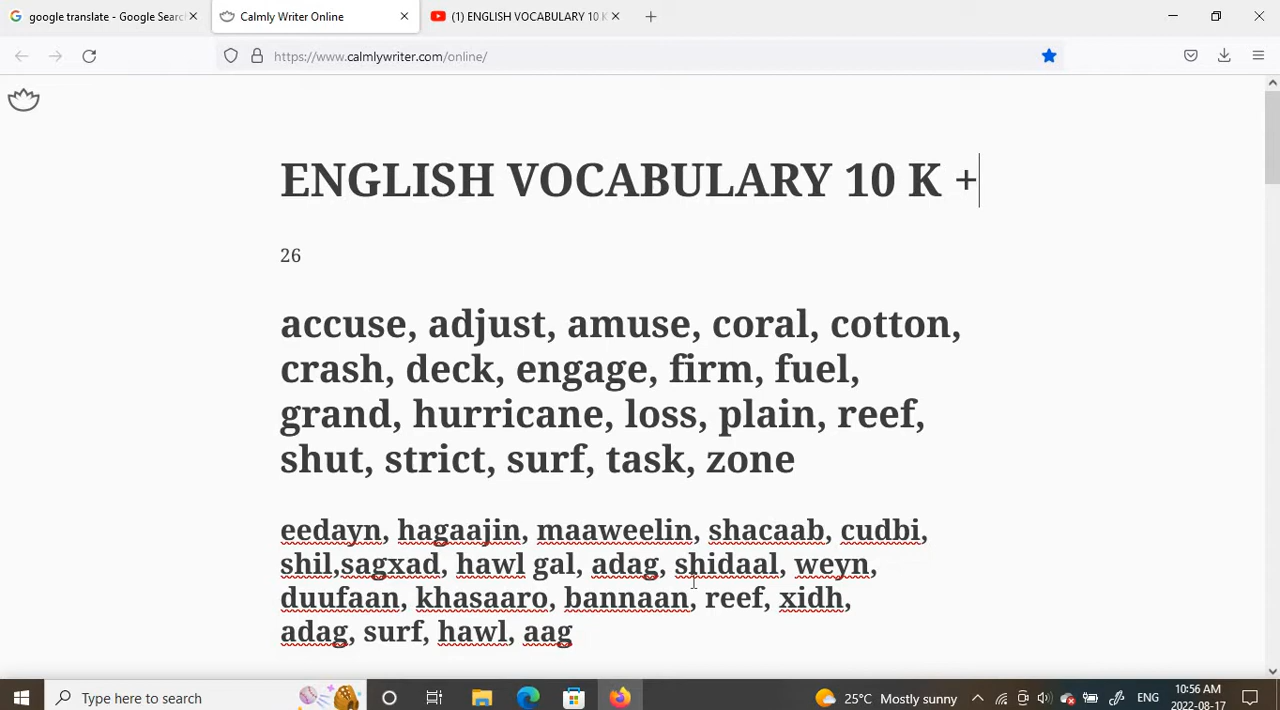 google translate - Google Searc
Calmly Writer Online
(1) ENGLISH VOCABULARY 10 K
https://www.calmlywriter.com/online/
ENGLISH VOCABULARY 10 K +
26
accuse, adjust, amuse, coral, cotton,
crash, deck, engage, firm, fuel,
grand, hurricane, loss, plain, reef,
shut, strict, surf, task, zone
eedayn, hagaajin, maaweelin, shacaab, cudbi,
shil,sagxad, hawl gal, adag, shidaal, weyn,
duufaan, khasaaro, bannaan, reef, xidh,
adag, surf, hawl, aag
Type here to search
25°C Mostly sunny
ENG
10:56 AM
2022-08-17